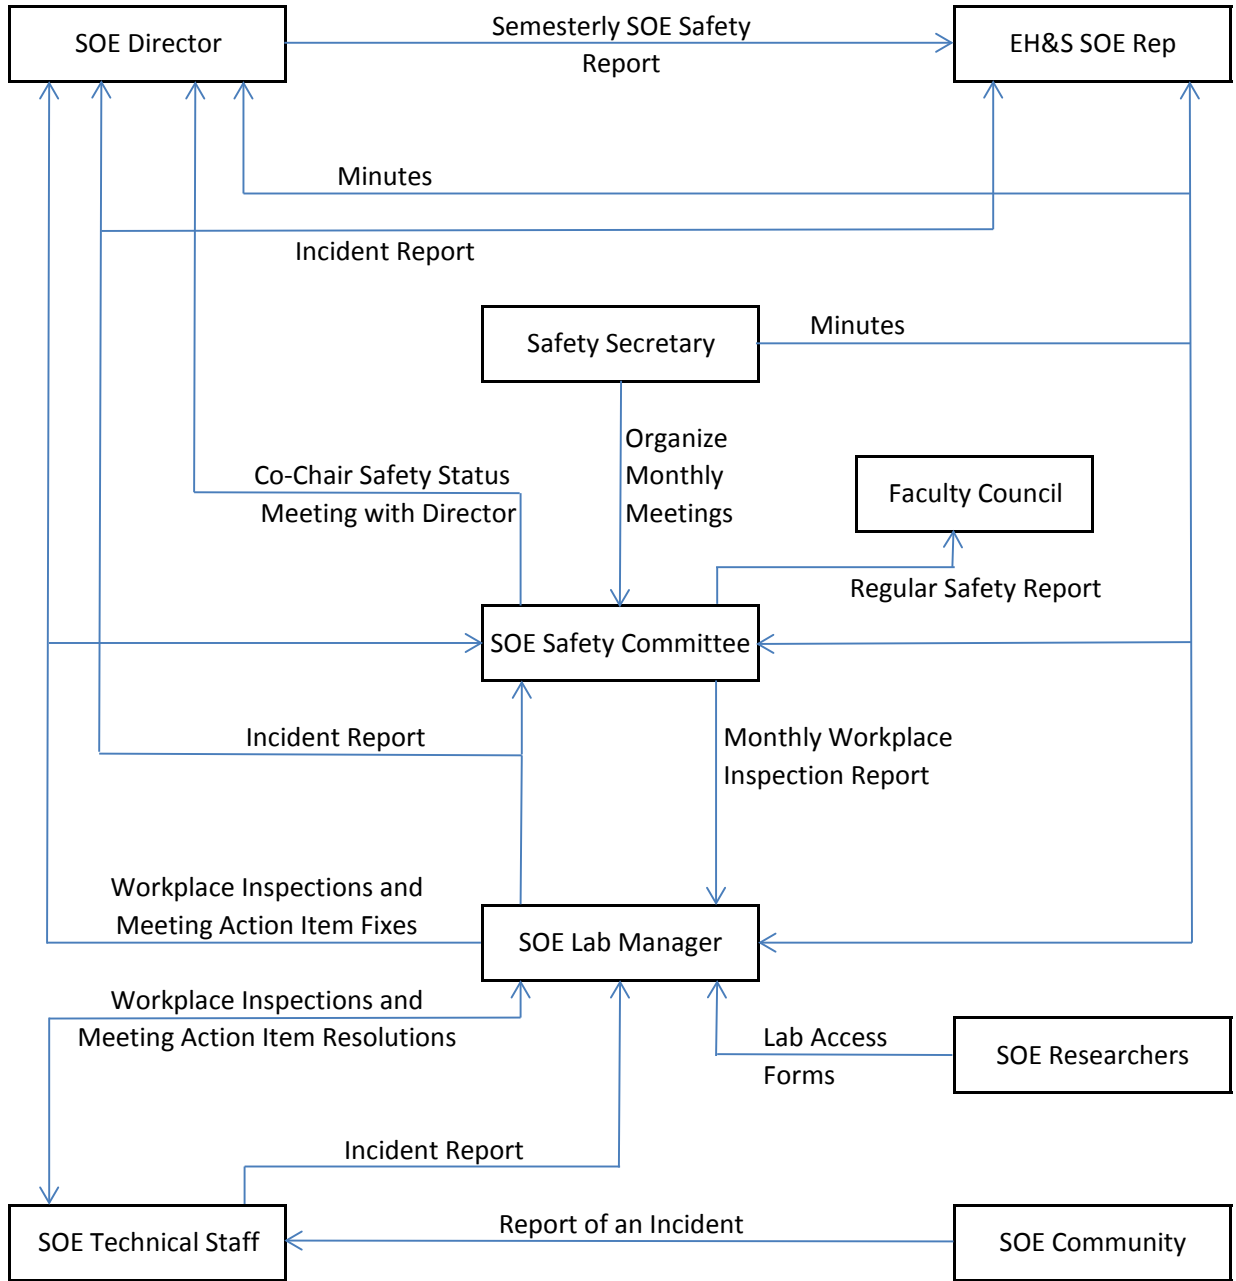 SOE Director
Semesterly SOE Safety
Report
EH&S SOE Rep
Minutes
Incident Report
Safety Secretary
Minutes
Organize
Monthly
Meetings
Co-Chair Safety Status
Meeting with Director
Faculty Council
Regular Safety Report
SOE Safety Committee
Incident Report
Monthly Workplace
Inspection Report
Workplace Inspections and
Meeting Action Item Fixes
SOE Lab Manager
Workplace Inspections and
Meeting Action Item Resolutions
Lab Access
Forms
SOE Researchers
Incident Report
SOE Technical Staff
Report of an Incident
SOE Community